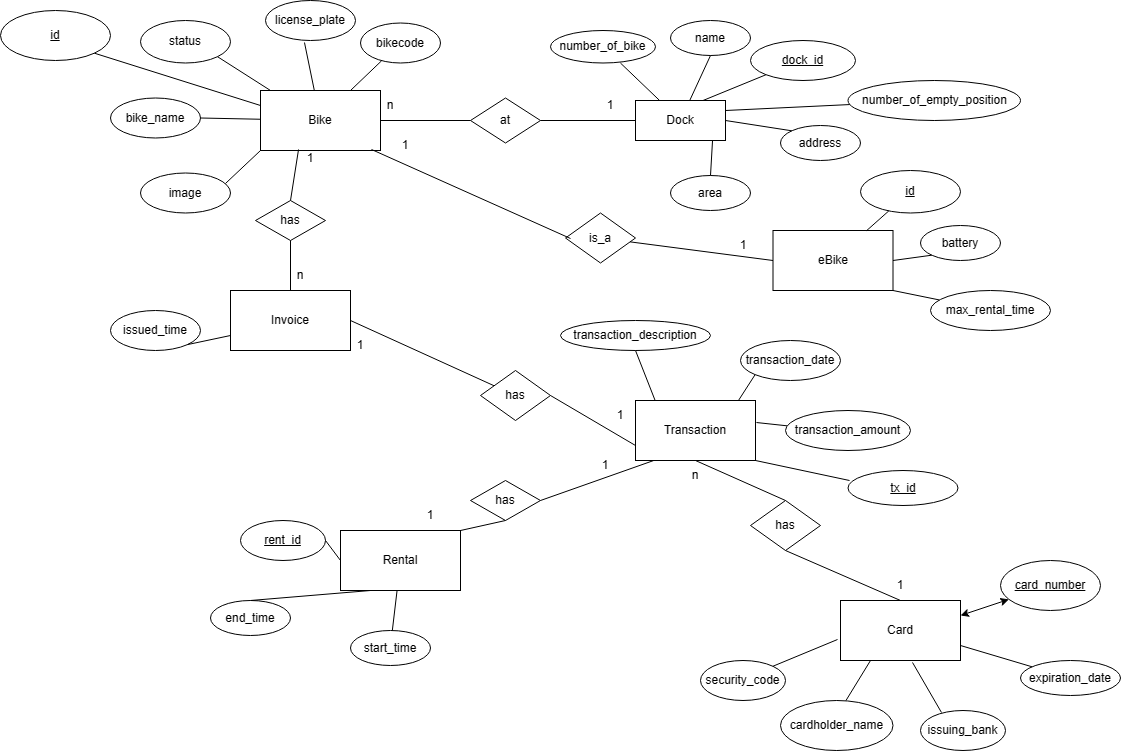 license_plate
id
status
bikecode
number_of_bike
name
dock_id
number_of_empty_position
bike_name
Bike
n
at
1
Dock
address
1
1
image
area
id
has
is_a
1
eBike
battery
n
max_rental_time
issued_time
Invoice
1
transaction_description
transaction_date
has
1
Transaction
transaction_amount
1
n
tx_id
has
1
has
rent_id
Rental
1
card_number
end_time
start_time
Card
security_code
expiration_date
cardholder_name
issuing_bank